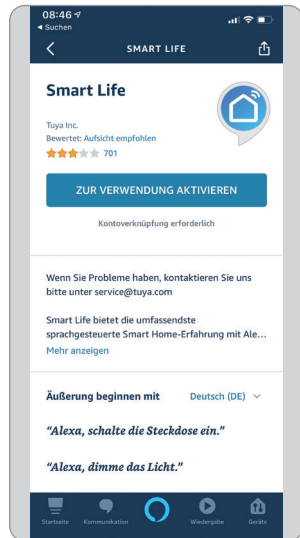 08:46
Suchen
SMART LIFE
Smart Life
Tuya Inc.
Bewertet: Aufsicht empfohlen
701
ZUR VERWENDUNG AKTIVIEREN
Kontoverknüpfung erforderlich
Wenn Sie Probleme haben, kontaktieren Sie uns
bitte unter service@tuya.com
Smart Life bietet die umfassendste
sprachgesteuerte Smart Home-Erfahrung mit Ale...
Mehr anzeigen
Äußerung beginnen mit Deutsch (DE)
“Alexa, schalte die Steckdose ein.”
“Alexa, dimme das Licht.”
Startseite Kommunikation Wiedergabe Geräte